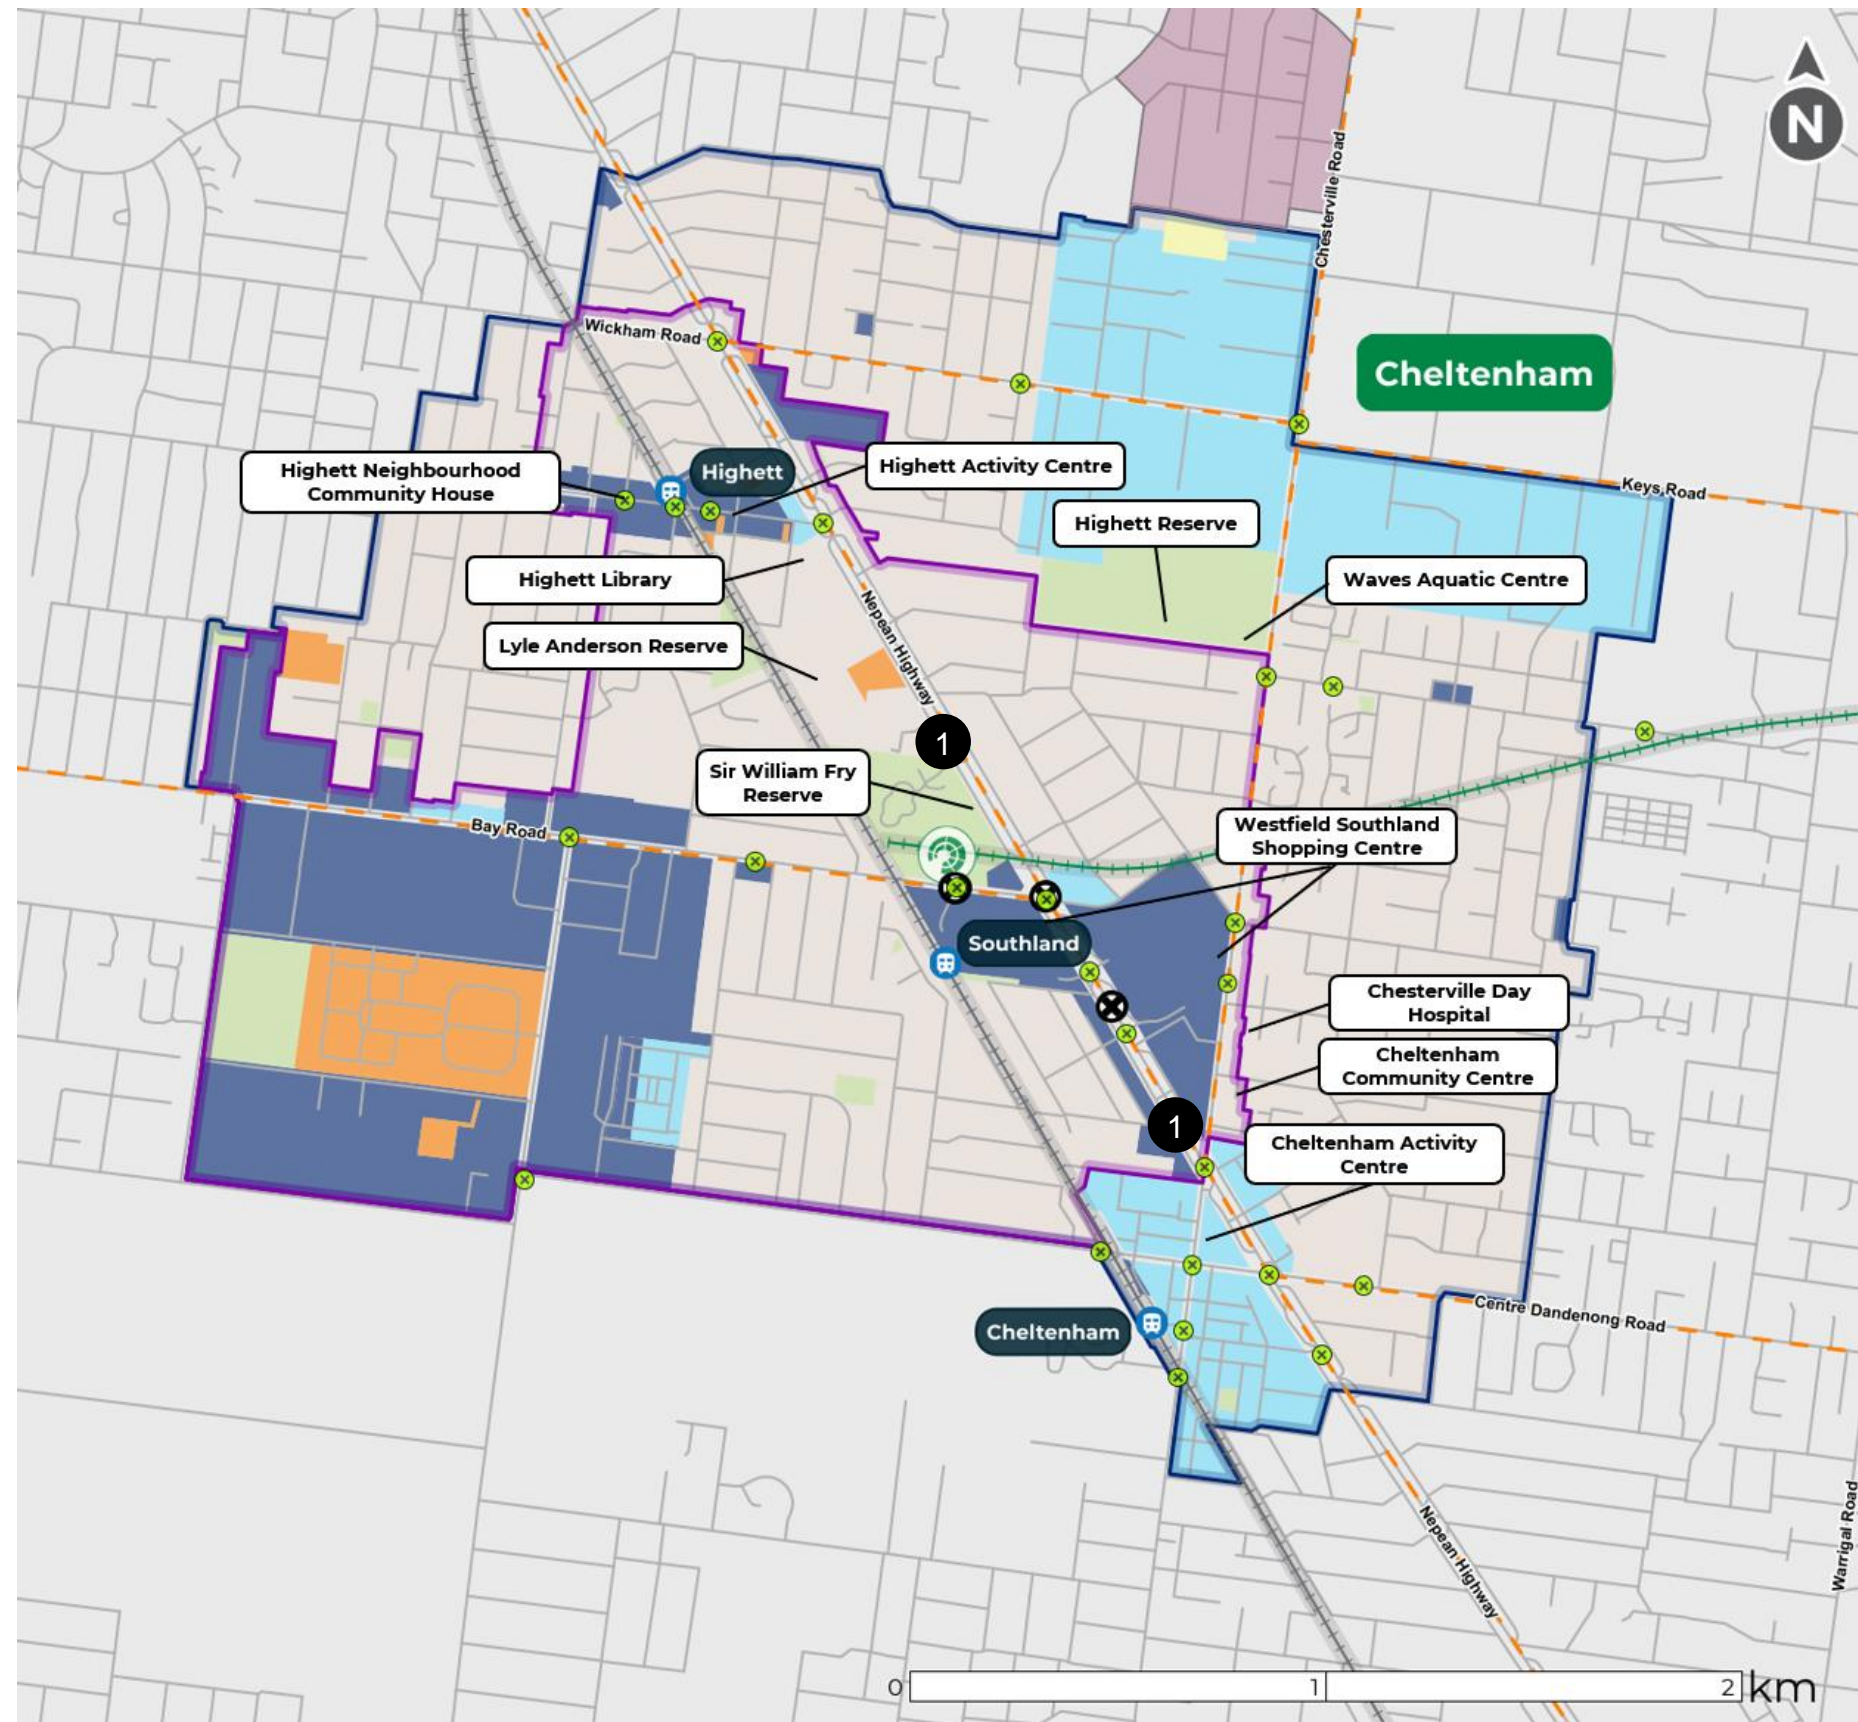 N
Chesterville Road
Wickham Road
Cheltenham
Highett Neighbourhood
Community House
Highett
Highett Activity Centre
Keys Road
Highett Reserve
Highett Library
Waves Aquatic Centre
Nepean Highway
Lyle Anderson Reserve
1
Sir William Fry
Reserve
Bay Road
Westfield Southland
Shopping Centre
Southland
Chesterville Day
Hospital
Cheltenham
Community Centre
1
Cheltenham Activity
Centre
Centre Dandenong Road
Cheltenham
Nepean Highway
Warrigal Road
0 1 2 km